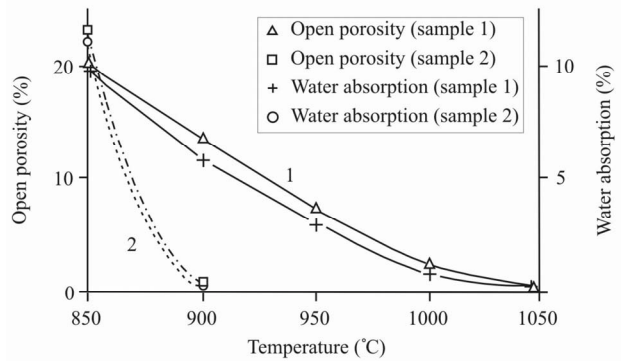 Open porosity (sample 1)
Open porosity (sample 2)
Water absorption (sample 1)
Water absorption (sample 2)
Open porosity (%)
20
10
0
Water absorption (%)
10
5
1
2
850
900
950
1000
1050
Temperature (°C)